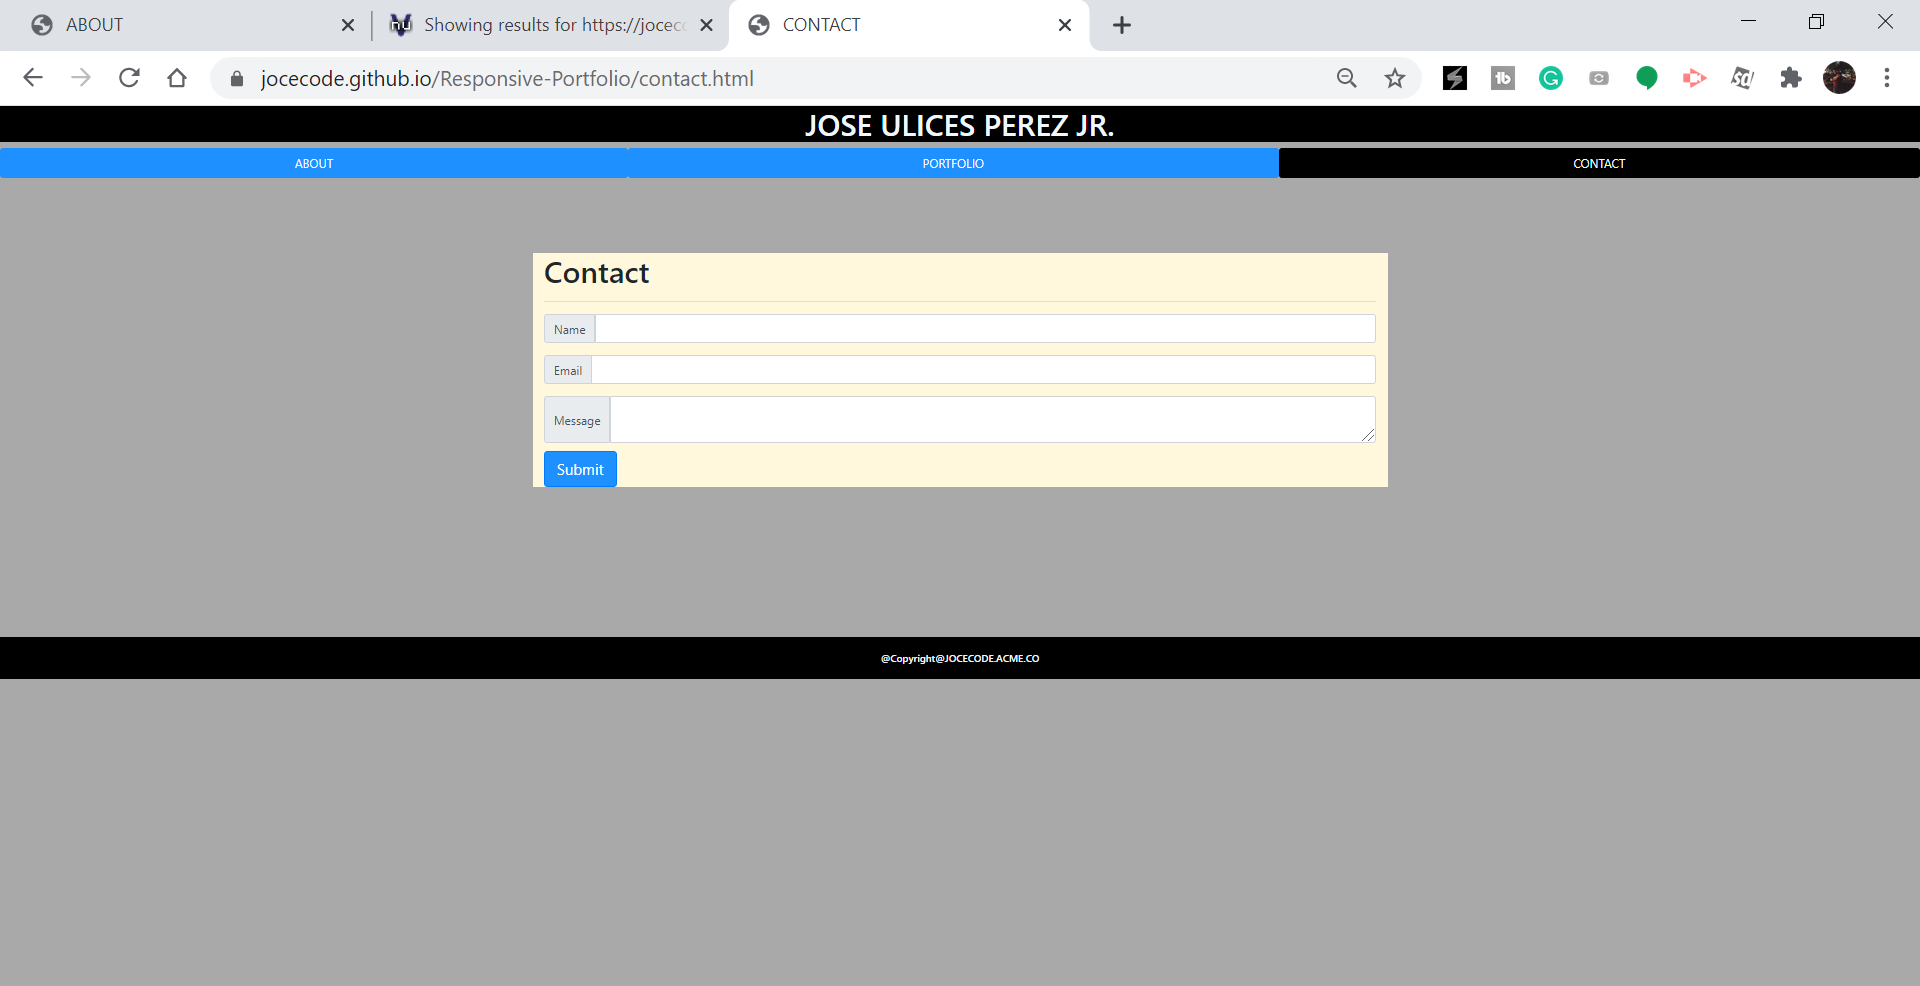 ABOUT
Showing results for https://joceco
CONTACT
jocecode.github.io/Responsive-Portfolio/contact.html
JOSE ULICES PEREZ JR.
ABOUT PORTFOLIO CONTACT
Contact
Name
Email
Message
Submit
@Copyright@JOCECODE.ACME.CO